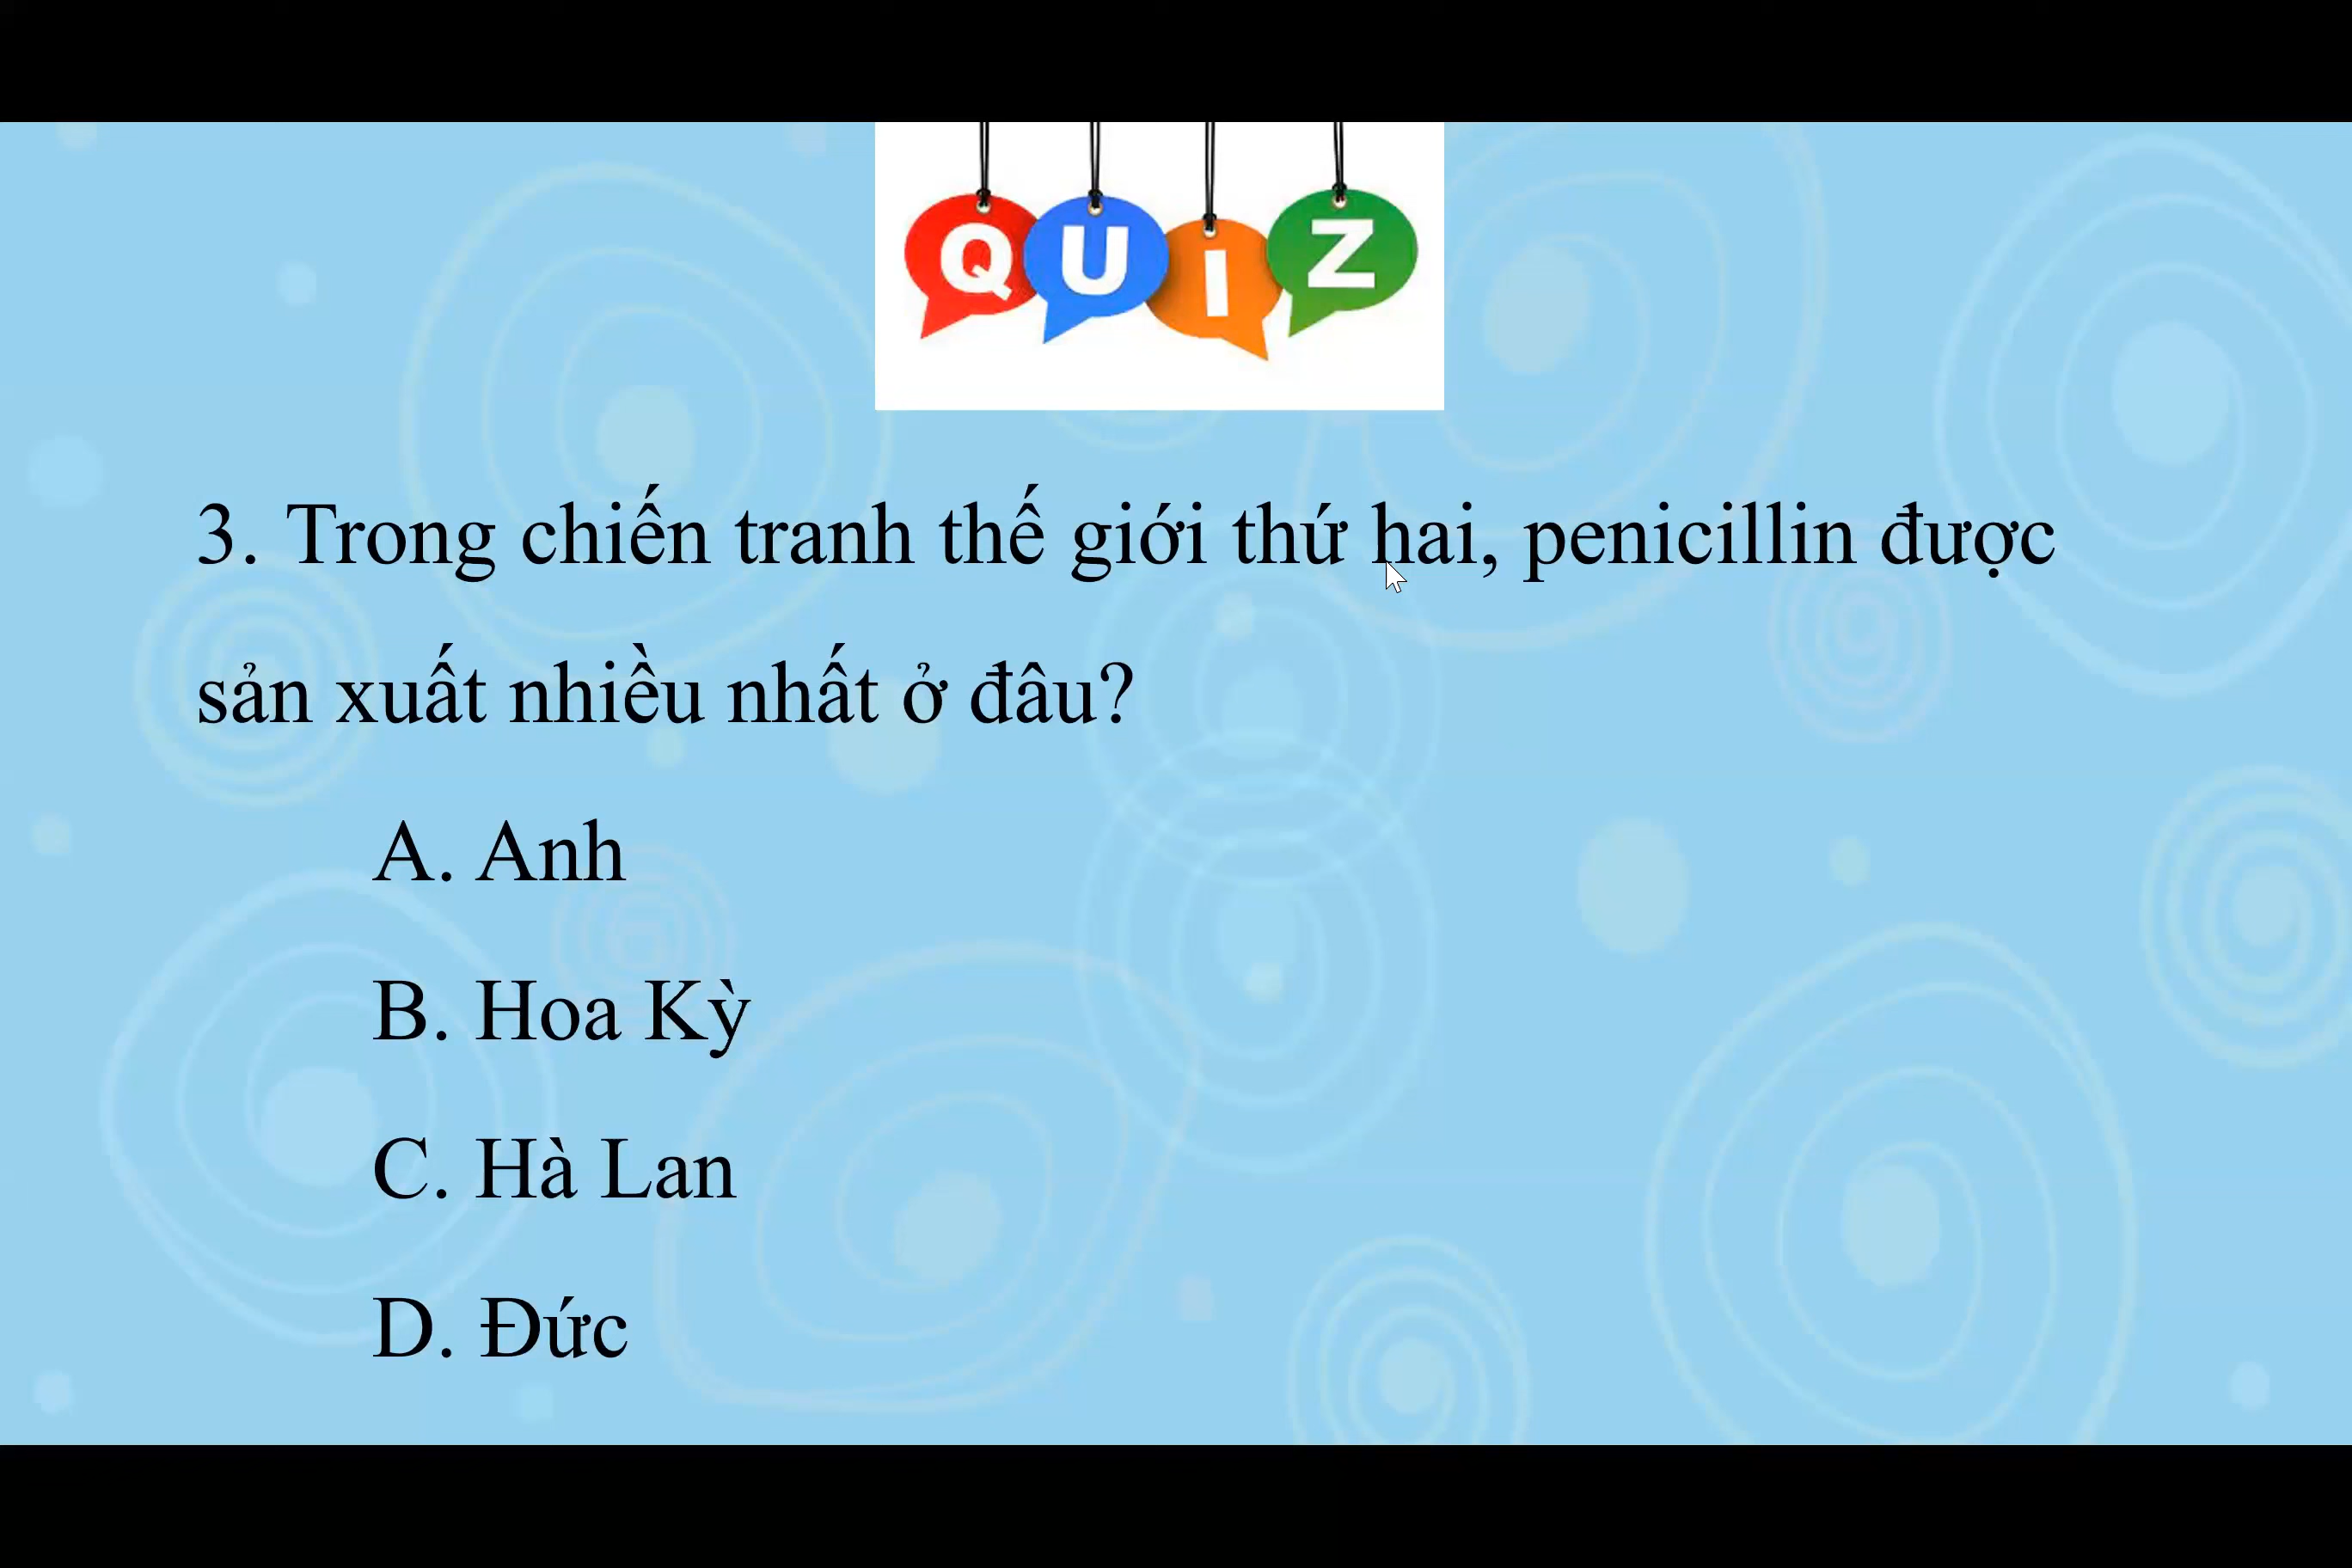 QUIZ
3. Trong chiến tranh thế giới thứ hai, penicillin được
sản xuất nhiều nhất ở đâu?
A. Anh
B. Hoa Kỳ
C. Hà Lan
D. Đức